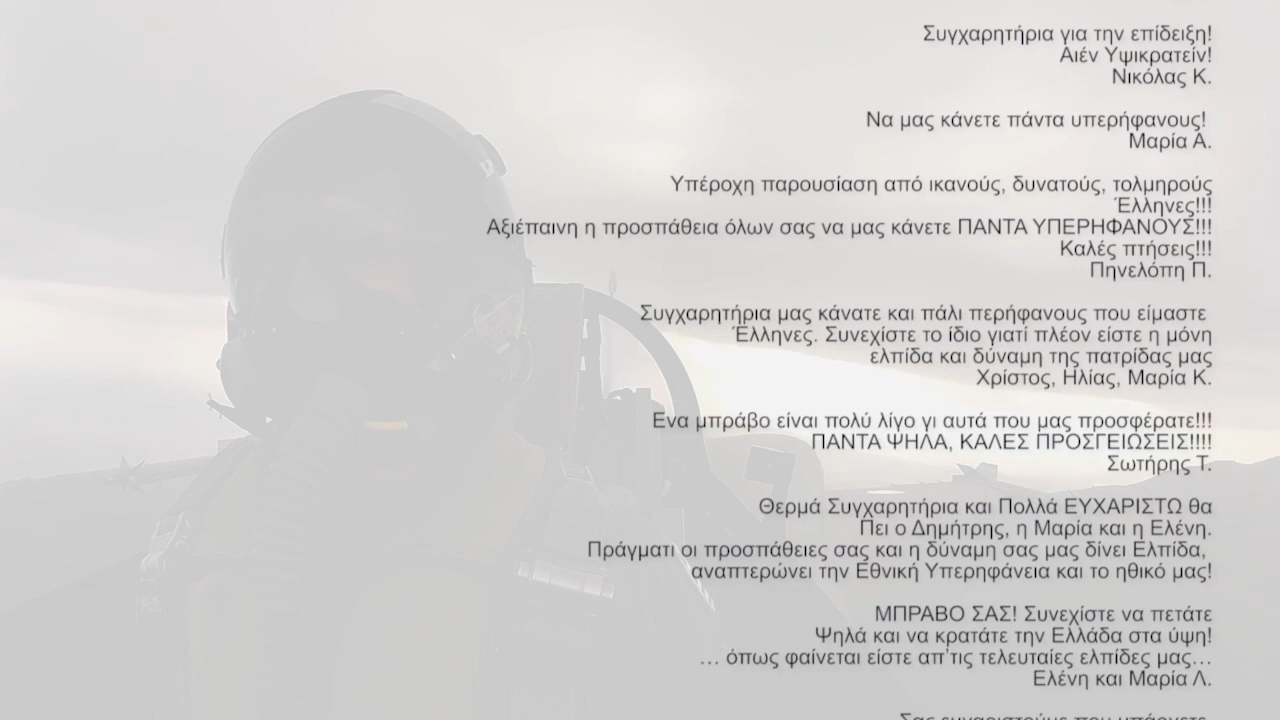 Συγχαρητήρια για την επίδειξη!
Αιέν Υψικρατείν!
Νικόλας Κ.
Να μας κάνετε πάντα υπερήφανους!
Μαρία Α.
Υπέροχη παρουσίαση από ικανούς, δυνατούς, τολμηρούς
Έλληνες!!!
Αξιέπαινη η προσπάθεια όλων σας να μας κάνετε ΠΑΝΤΑ ΥΠΕΡΗΦΑΝΟΥΣ!!!
Καλές πτήσεις!!!
Πηνελόπη Π.
Συγχαρητήρια μας κάνατε και πάλι περήφανους που είμαστε
Έλληνες. Συνεχίστε το ίδιο γιατί πλέον είστε η μόνη
ελπίδα και δύναμη της πατρίδας μας
Χρίστος, Ηλίας, Μαρία Κ.
Ενα μπράβο είναι πολύ λίγο γι αυτά που μας προσφέρατε!!!
ΠΑΝΤΑ ΨΗΛΑ, ΚΑΛΕΣ ΠΡΟΣΓΕΙΩΣΕΙΣ!!!!
Σωτήρης Τ.
Θερμά Συγχαρητήρια και Πολλά ΕΥΧΑΡΙΣΤΩ θα
Πει ο Δημήτρης, η Μαρία και η Ελένη.
Πράγματι οι προσπάθειες σας και η δύναμη σας μας δίνει Ελπίδα,
αναπτερώνει την Εθνική Υπερηφάνεια και το ηθικό μας!
ΜΠΡΑΒΟ ΣΑΣ! Συνεχίστε να πετάτε
Ψηλά και να κρατάτε την Ελλάδα στα ύψη!
… όπως φαίνεται είστε απ'τις τελευταίες ελπίδες μας…
Ελένη και Μαρία Λ.
Σας ευχαριστούμε που υπάρχετε